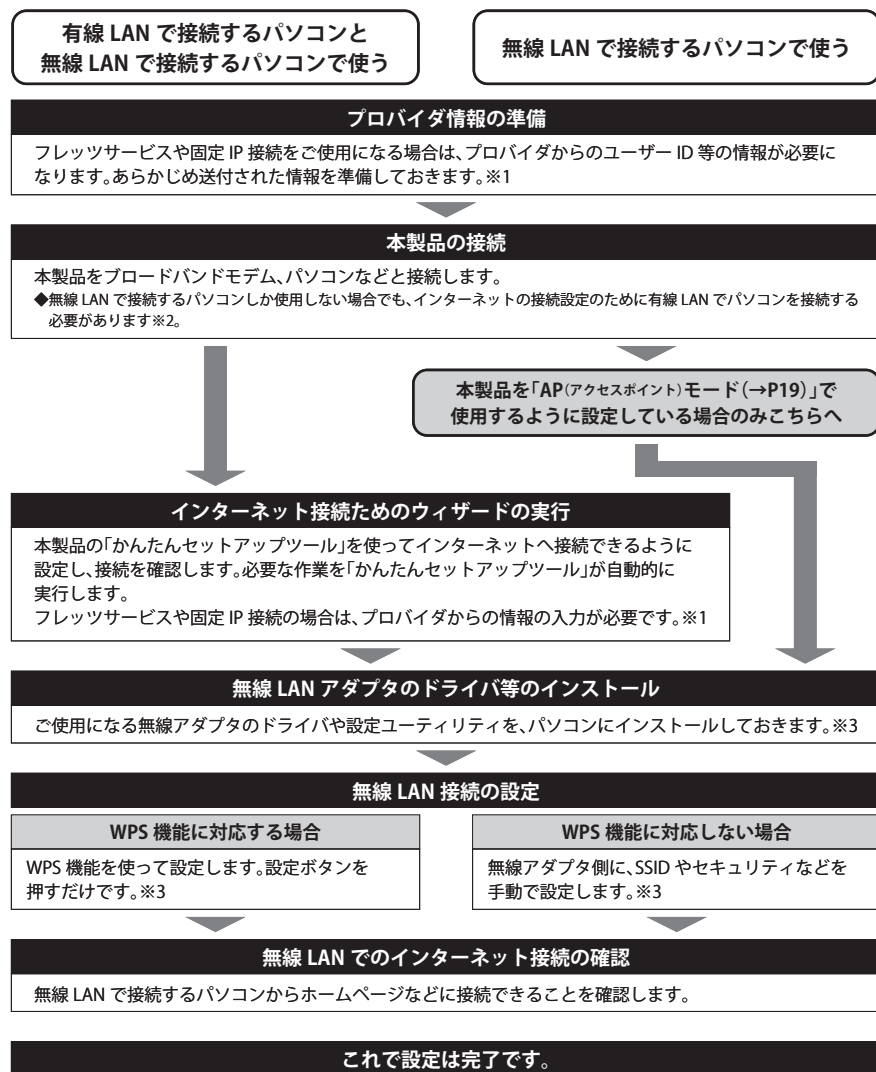 有線 LAN で接続するパソコンと
無線 LAN で接続するパソコンで使う
無線 LAN で接続するパソコンで使う
プロバイダ情報の準備
フレッツサービスや固定 IP 接続をご使用になる場合は、プロバイダからのユーザー ID 等の情報が必要に
なります。あらかじめ送付された情報を準備しておきます。※1
本製品の接続
本製品をブロードバンドモデム、パソコンなどと接続します。
◆無線 LAN で接続するパソコンしか使用しない場合でも、インターネットの接続設定のために有線 LAN でパソコンを接続する
必要があります※2。
本製品を「AP(アクセスポイント)モード(→P19)」で
使用するように設定している場合のみこちらへ
インターネット接続ためのウィザードの実行
本製品の「かんたんセットアップツール」を使ってインターネットへ接続できるように
設定し、接続を確認します。必要な作業を「かんたんセットアップツール」が自動的に
実行します。
フレッツサービスや固定 IP 接続の場合は、プロバイダからの情報の入力が必要です。※1
無線 LAN アダプタのドライバ等のインストール
ご使用になる無線アダプタのドライバや設定ユーティリティを、パソコンにインストールしておきます。※3
無線 LAN 接続の設定
WPS 機能に対応する場合
WPS 機能を使って設定します。設定ボタンを
押すだけです。※3
WPS 機能に対応しない場合
無線アダプタ側に、SSID やセキュリティなどを
手動で設定します。※3
無線 LAN でのインターネット接続の確認
無線 LAN で接続するパソコンからホームページなどに接続できることを確認します。
これで設定は完了です。